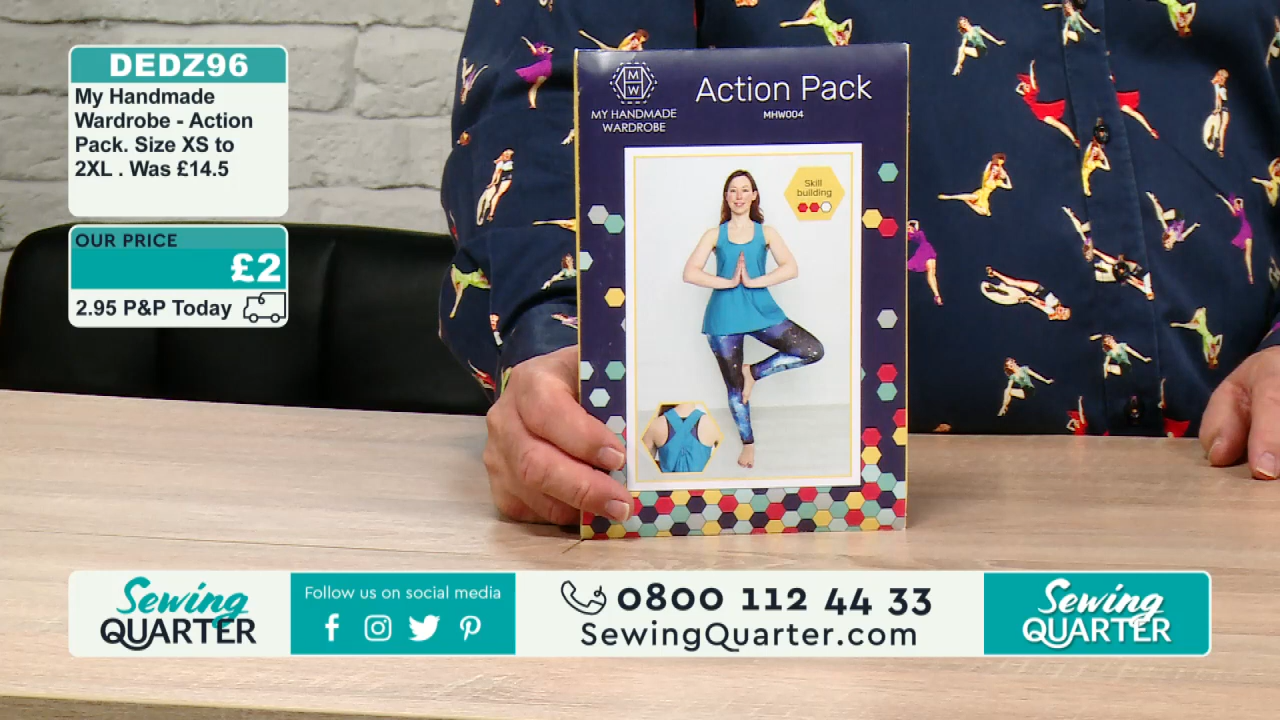 DEDZ96
My Handmade
Wardrobe - Action
Pack. Size XS to
2XL . Was £14.5
OUR PRICE
£2
2.95 P&P Today
MHW
MY HANDMADE
WARDROBE
Action Pack
MHW004
Skill
building
Sewing
QUARTER
Follow us on social media
0800 112 44 33
SewingQuarter.com
Sewing
QUARTER